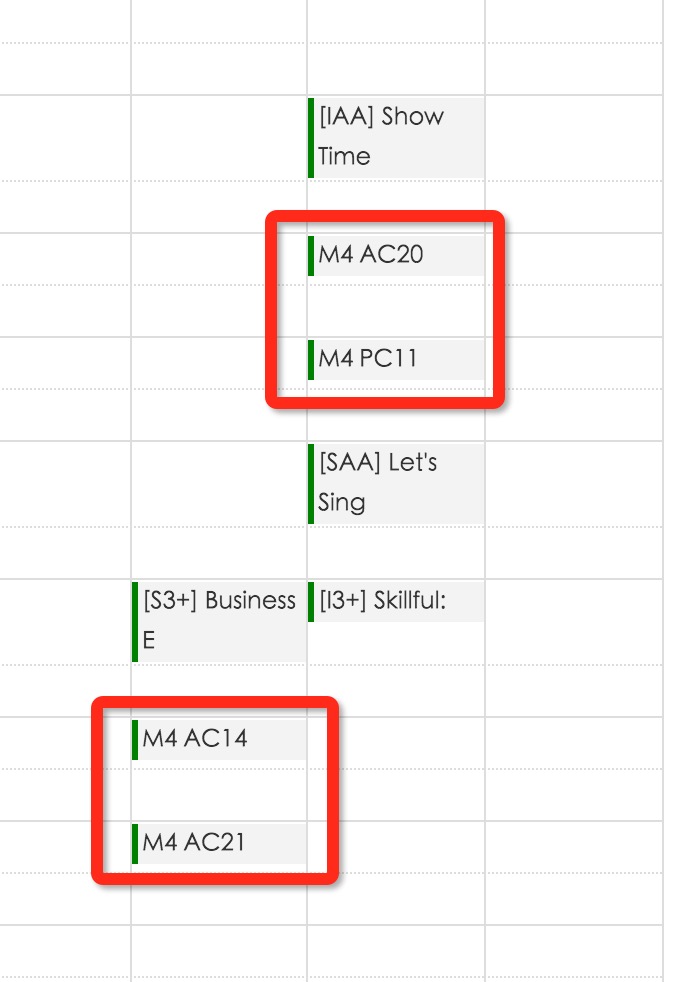 [IAA] Show
Time
M4 AC20
M4 PC11
[SAA] Let's
Sing
[S3+] Business
E
[I3+] Skillful:
M4 AC14
M4 AC21